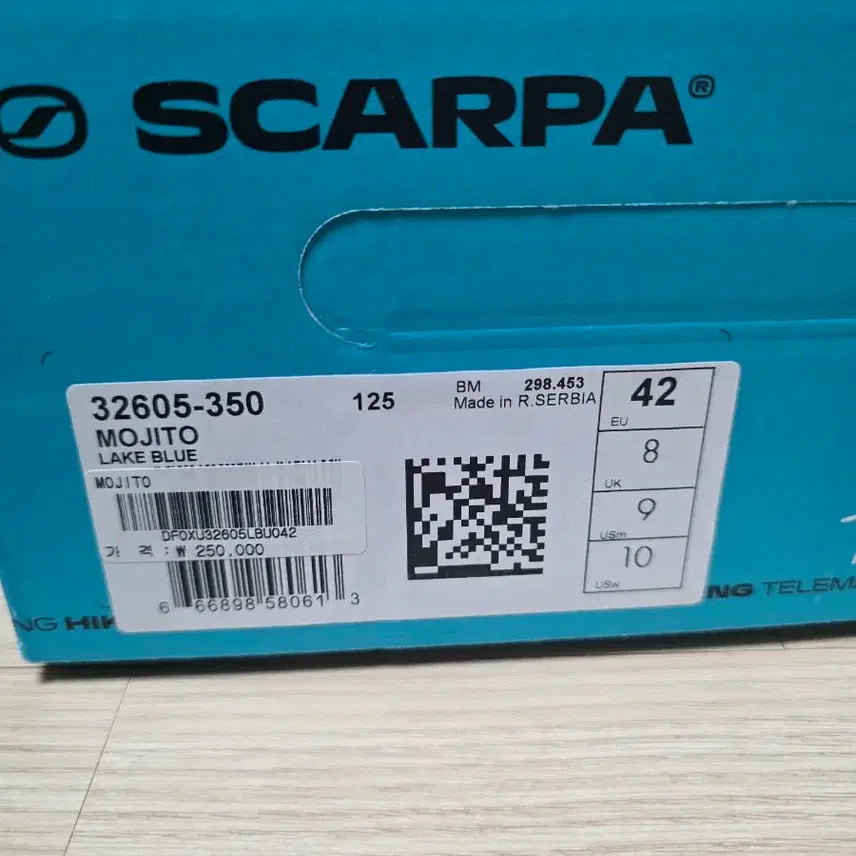 SCARPA®
32605-350
125
BM 298.453
Made in R.SERBIA
MOJITO
LAKE BLUE
42
EU
8
UK
9
USm
10
USw
MOJITO
DFOXU32605LBU042
가 격 : ₩ 250,000
6 66898 58061 3
NG HIK
NG TELEMA